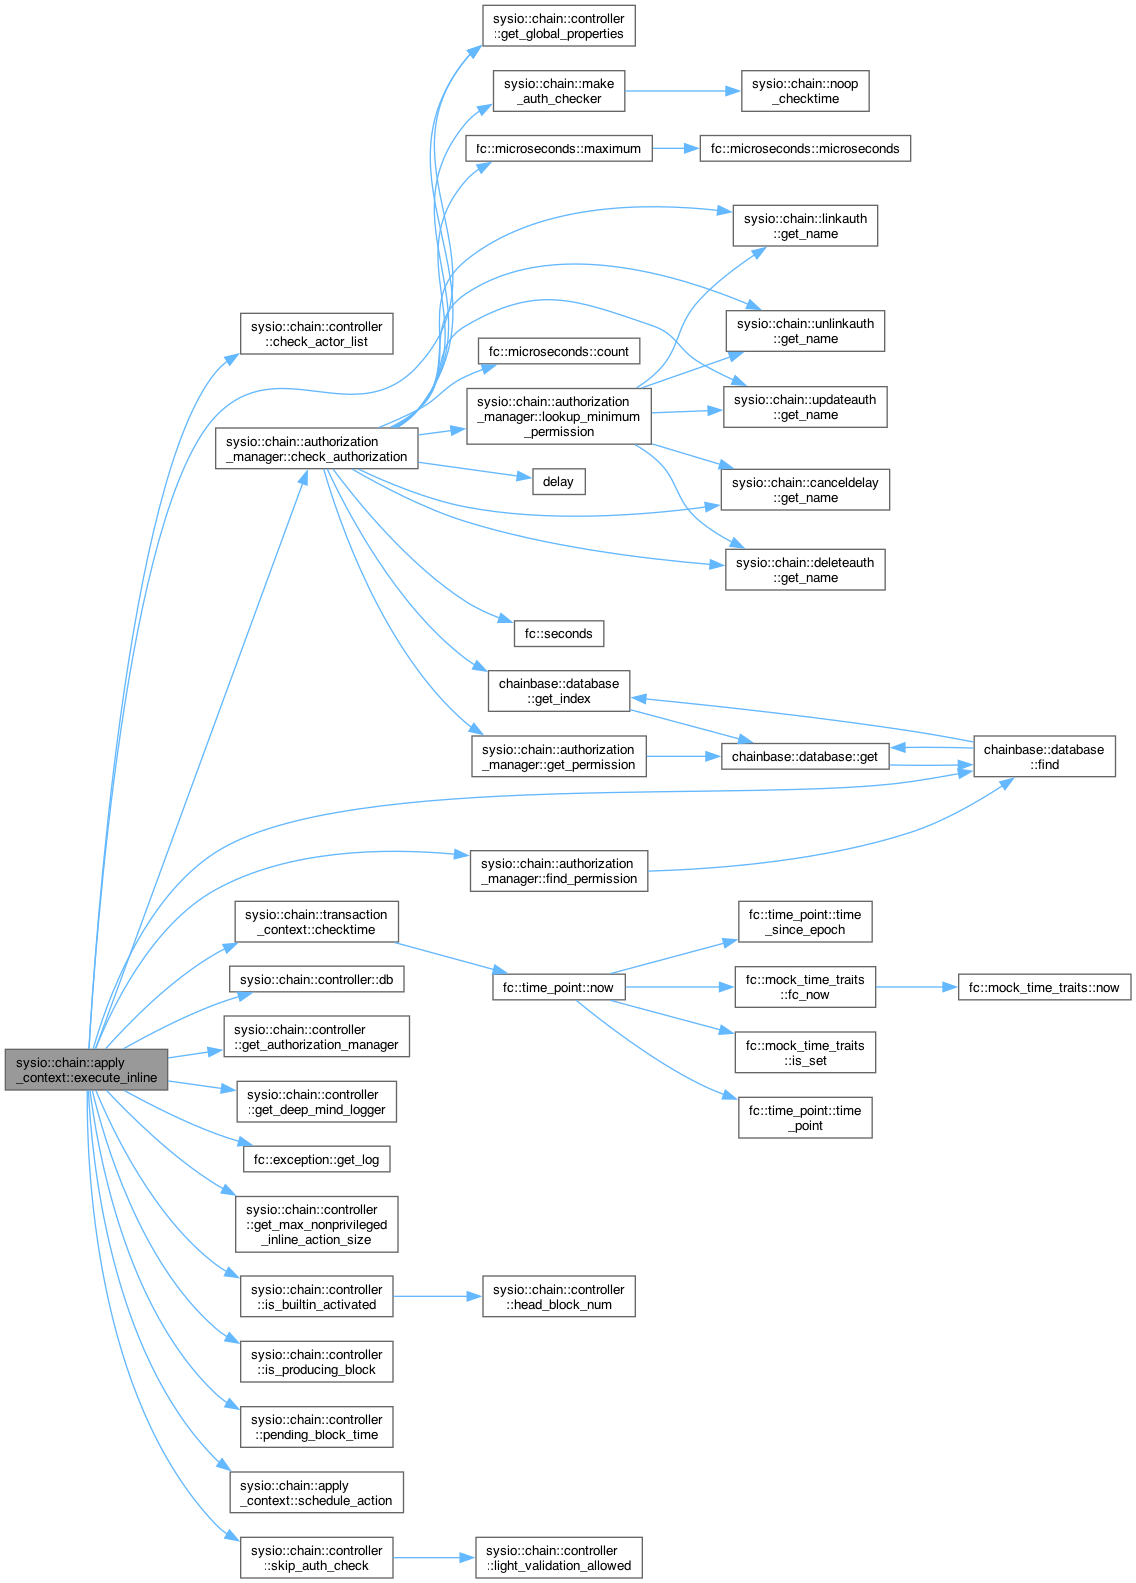 sysio::chain::controller
::get_global_properties
sysio::chain::make
_auth_checker
sysio::chain::noop
_checktime
fc::microseconds::maximum
fc::microseconds::microseconds
sysio::chain::linkauth
::get_name
sysio::chain::controller
::check_actor_list
sysio::chain::unlinkauth
::get_name
fc::microseconds::count
sysio::chain::authorization
_manager::lookup_minimum
_permission
sysio::chain::updateauth
::get_name
sysio::chain::authorization
_manager::check_authorization
delay
sysio::chain::canceldelay
::get_name
sysio::chain::deleteauth
::get_name
fc::seconds
chainbase::database
::get_index
sysio::chain::authorization
_manager::get_permission
chainbase::database::get
chainbase::database
::find
sysio::chain::authorization
_manager::find_permission
sysio::chain::transaction
_context::checktime
fc::time_point::time
_since_epoch
sysio::chain::controller::db
fc::time_point::now
fc::mock_time_traits
::fc_now
fc::mock_time_traits::now
sysio::chain::controller
::get_authorization_manager
fc::mock_time_traits
::is_set
sysio::chain::apply
_context::execute_inline
sysio::chain::controller
::get_deep_mind_logger
fc::time_point::time
_point
fc::exception::get_log
sysio::chain::controller
::get_max_nonprivileged
_inline_action_size
sysio::chain::controller
::is_builtin_activated
sysio::chain::controller
::head_block_num
sysio::chain::controller
::is_producing_block
sysio::chain::controller
::pending_block_time
sysio::chain::apply
_context::schedule_action
sysio::chain::controller
::skip_auth_check
sysio::chain::controller
::light_validation_allowed